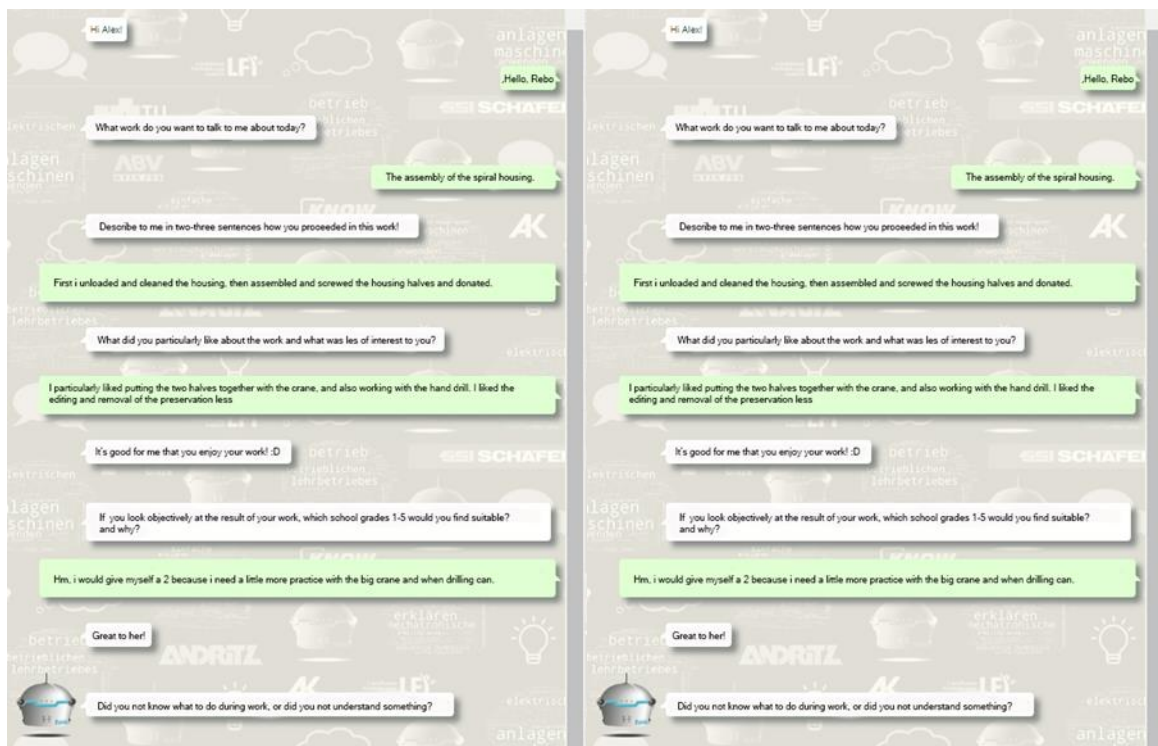 Hi Alex!
,Hello, Rebo
What work do you want to talk to me about today?
The assembly of the spiral housing.
Describe to me in two-three sentences how you proceeded in this work!
First i unloaded and cleaned the housing, then assembled and screwed the housing halves and donated.
What did you particularly like about the work and what was les of interest to you?
I particularly liked putting the two halves together with the crane, and also working with the hand drill. I liked the
editing and removal of the preservation less
It's good for me that you enjoy your work! :D
If you look objectively at the result of your work, which school grades 1-5 would you find suitable?
and why?
Hm, i would give myself a 2 because i need a little more practice with the big crane and when drilling can.
Great to her!
Did you not know what to do during work, or did you not understand something?
Hi Alex!
,Hello, Rebo
What work do you want to talk to me about today?
The assembly of the spiral housing.
Describe to me in two-three sentences how you proceeded in this work!
First i unloaded and cleaned the housing, then assembled and screwed the housing halves and donated.
What did you particularly like about the work and what was les of interest to you?
I particularly liked putting the two halves together with the crane, and also working with the hand drill. I liked the
editing and removal of the preservation less
It's good for me that you enjoy your work! :D
If you look objectively at the result of your work, which school grades 1-5 would you find suitable?
and why?
Hm, i would give myself a 2 because i need a little more practice with the big crane and when drilling can.
Great to her!
Did you not know what to do during work, or did you not understand something?